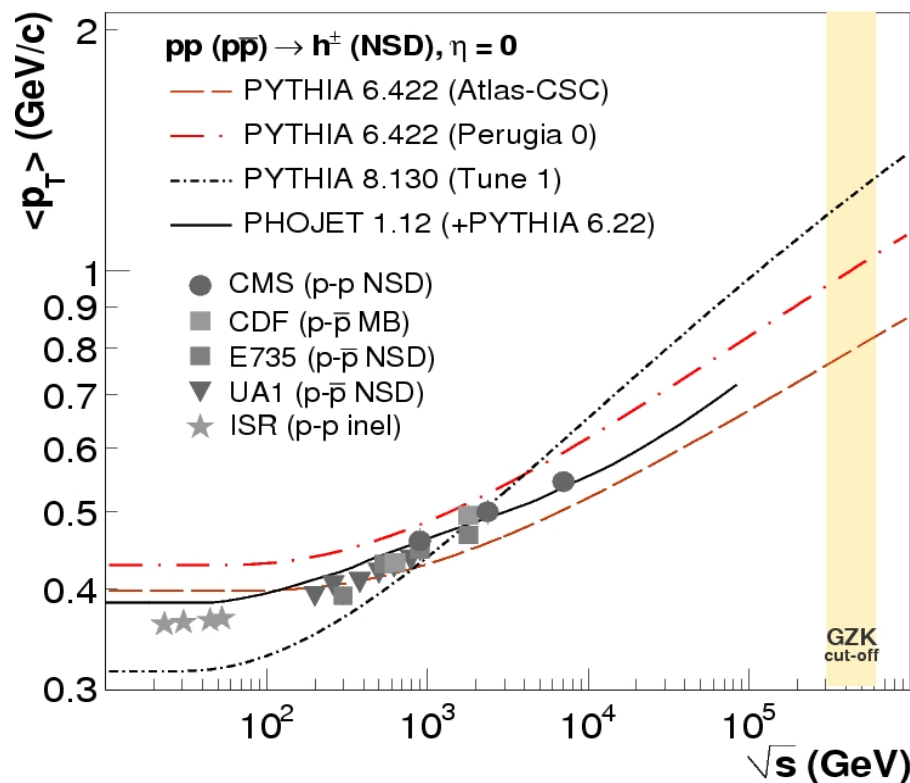 pp (pp̅) → h± (NSD), η = 0
PYTHIA 6.422 (Atlas-CSC)
PYTHIA 6.422 (Perugia 0)
PYTHIA 8.130 (Tune 1)
PHOJET 1.12 (+PYTHIA 6.22)
CMS (p-p NSD)
CDF (p-p̅ MB)
E735 (p-p̅ NSD)
UA1 (p-p̅ NSD)
ISR (p-p inel)
GZK
cut-off
<p_T> (GeV/c)
2
1
0.9
0.8
0.7
0.6
0.5
0.4
0.3
10²
10³
10⁴
10⁵
√s (GeV)